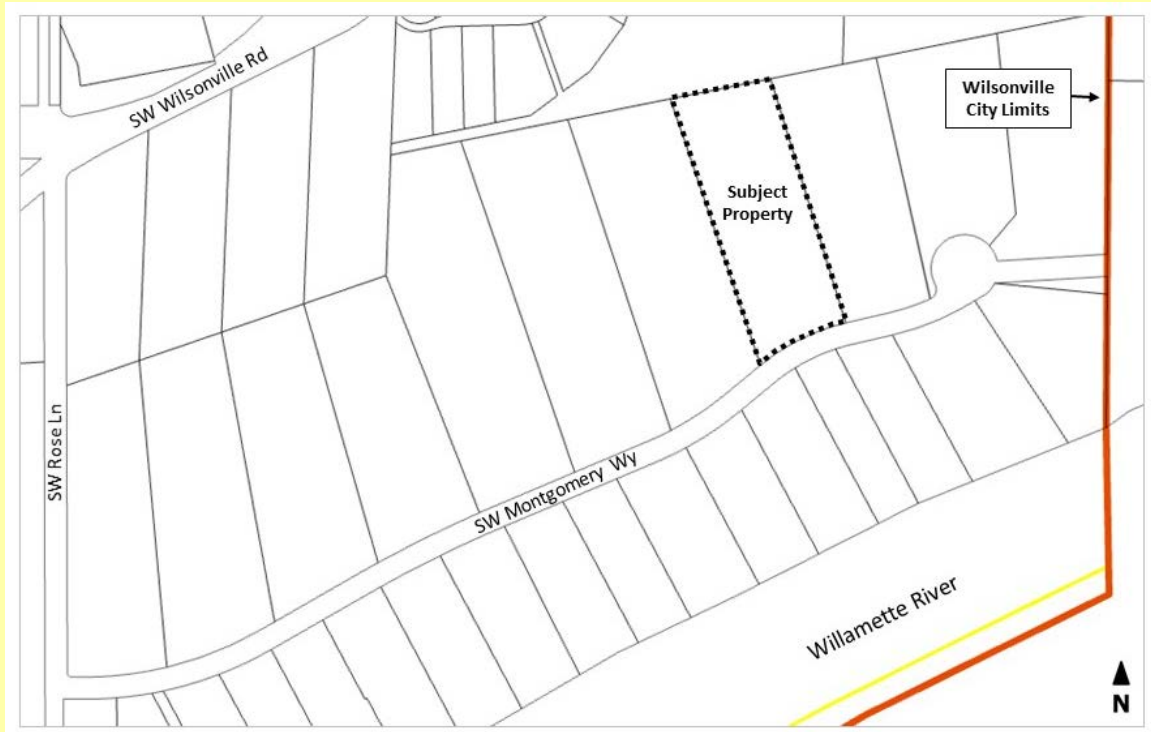 SW Wilsonville Rd
Wilsonville
City Limits
Subject
Property
SW Rose Ln
SW Montgomery Wy
Willamette River
N